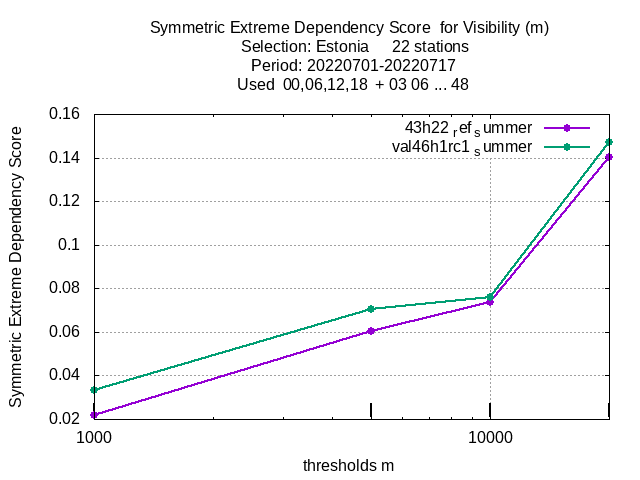 Symmetric Extreme Dependency Score  for Visibility (m)
Selection: Estonia     22 stations
Period: 20220701-20220717
Used  00,06,12,18  + 03 06 ... 48
43h22 ref summer
val46h1rc1 summer
Symmetric Extreme Dependency Score
0.16
0.14
0.12
0.1
0.08
0.06
0.04
0.02
1000
10000
thresholds m